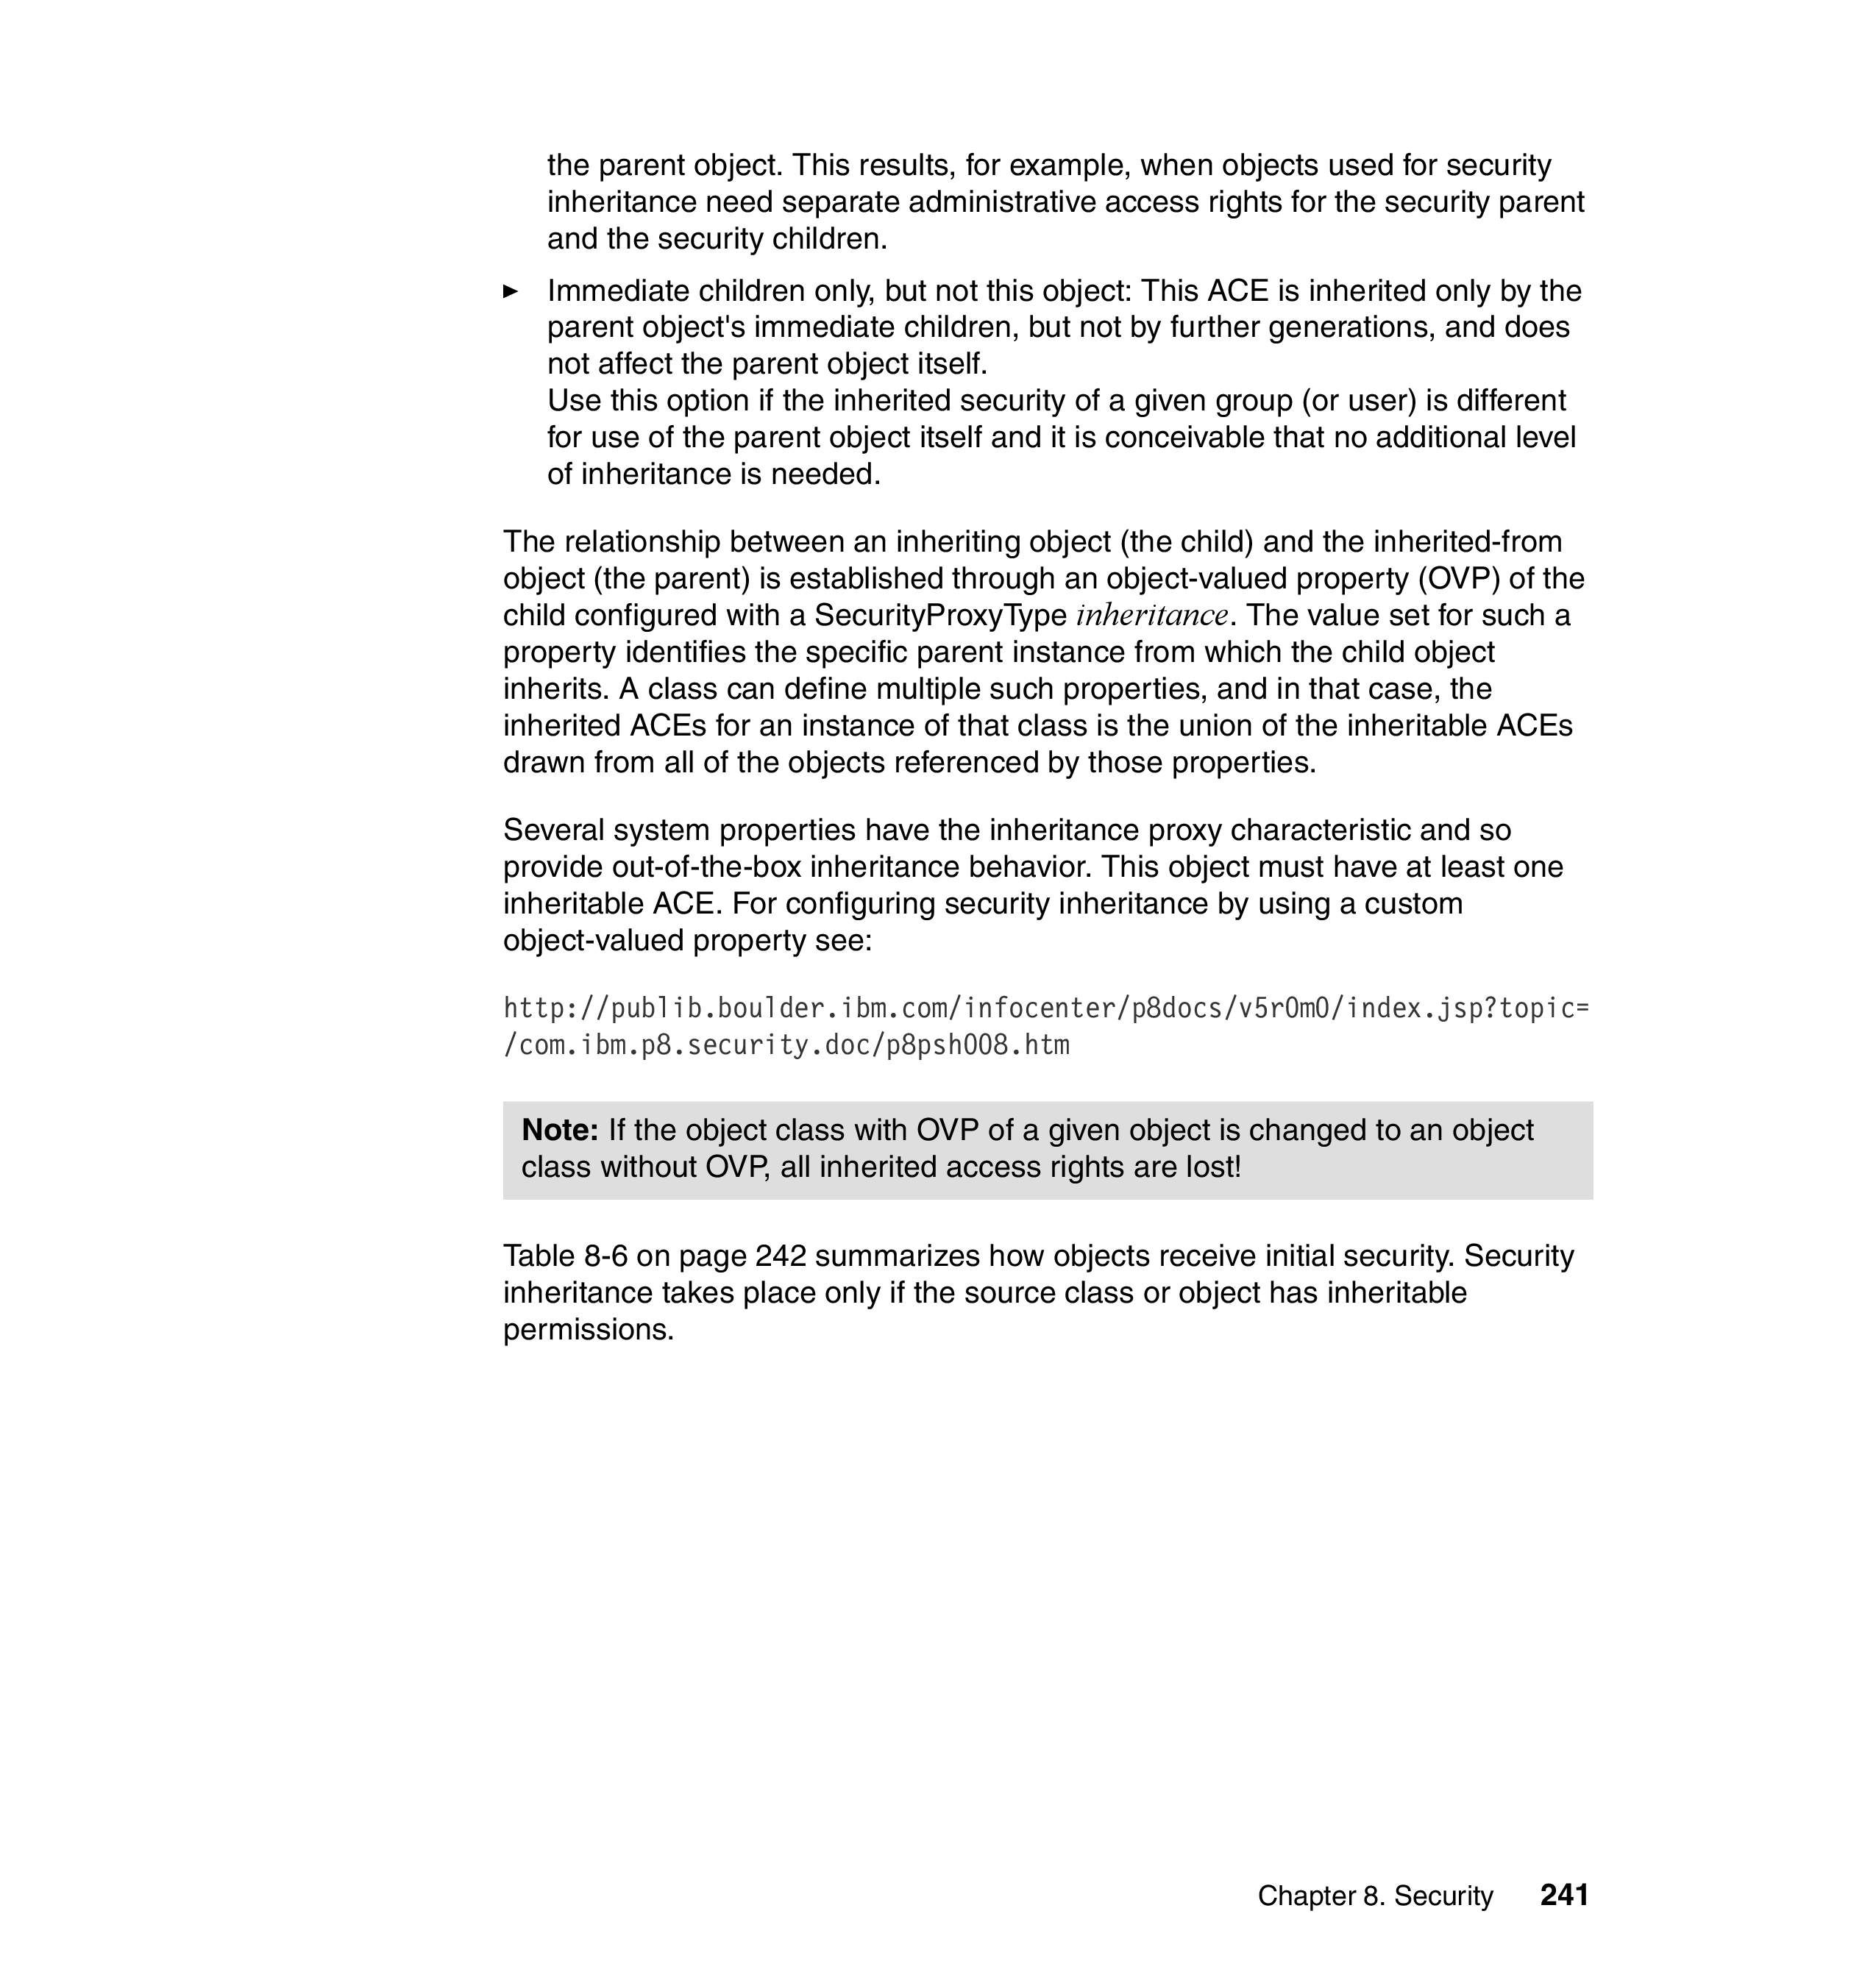 the parent object. This results, for example, when objects used for security
inheritance need separate administrative access rights for the security parent
and the security children.
► Immediate children only, but not this object: This ACE is inherited only by the
parent object's immediate children, but not by further generations, and does
not affect the parent object itself.
Use this option if the inherited security of a given group (or user) is different
for use of the parent object itself and it is conceivable that no additional level
of inheritance is needed.
The relationship between an inheriting object (the child) and the inherited-from
object (the parent) is established through an object-valued property (OVP) of the
child configured with a SecurityProxyType inheritance. The value set for such a
property identifies the specific parent instance from which the child object
inherits. A class can define multiple such properties, and in that case, the
inherited ACEs for an instance of that class is the union of the inheritable ACEs
drawn from all of the objects referenced by those properties.
Several system properties have the inheritance proxy characteristic and so
provide out-of-the-box inheritance behavior. This object must have at least one
inheritable ACE. For configuring security inheritance by using a custom
object-valued property see:
http://publib.boulder.ibm.com/infocenter/p8docs/v5r0m0/index.jsp?topic=
/com.ibm.p8.security.doc/p8psh008.htm
Note: If the object class with OVP of a given object is changed to an object
class without OVP, all inherited access rights are lost!
Table 8-6 on page 242 summarizes how objects receive initial security. Security
inheritance takes place only if the source class or object has inheritable
permissions.
Chapter 8. Security 241